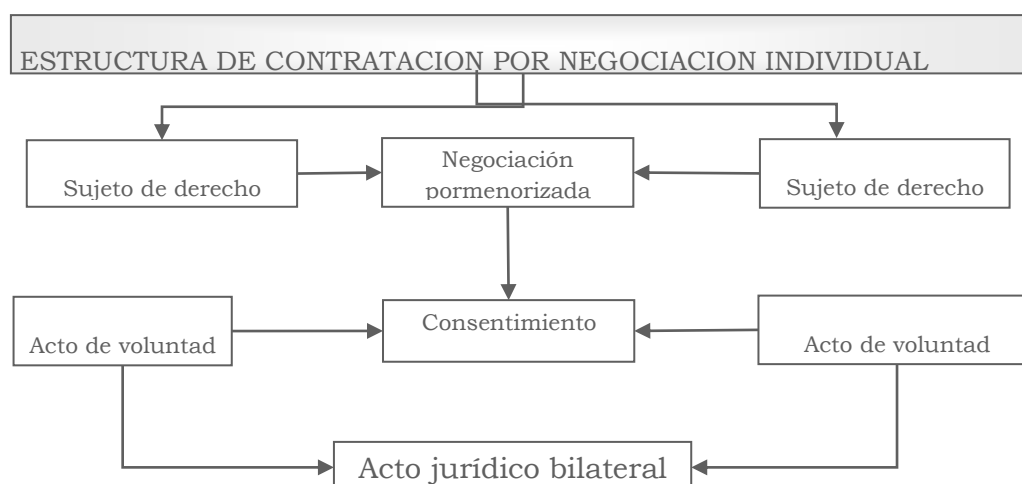 ESTRUCTURA DE CONTRATACION POR NEGOCIACION INDIVIDUAL
Sujeto de derecho
Negociación
pormenorizada
Sujeto de derecho
Acto de voluntad
Consentimiento
Acto de voluntad
Acto jurídico bilateral